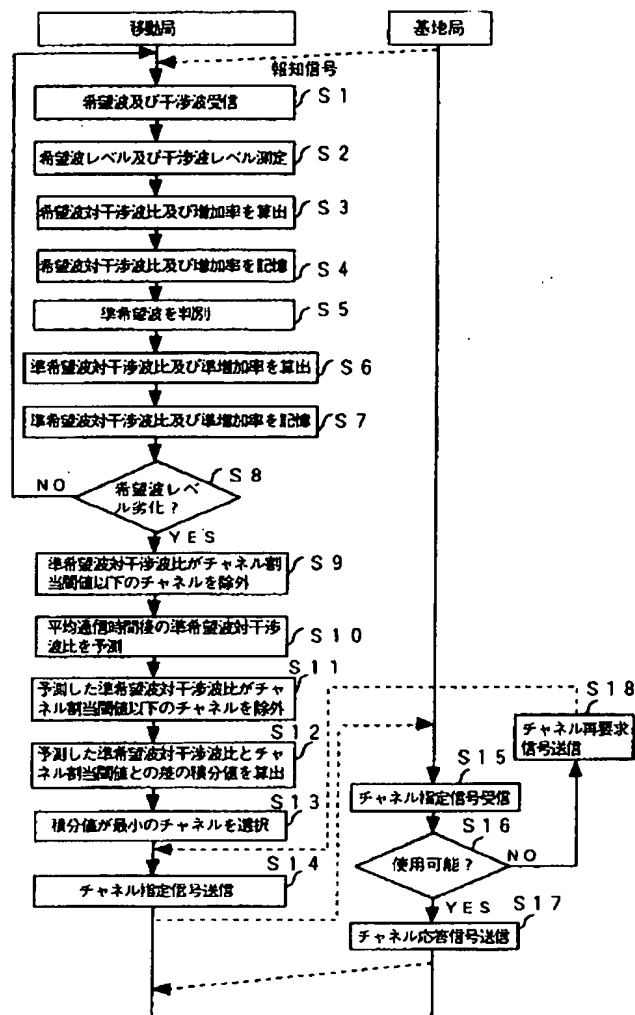 移動局
基地局
報知信号
希望波及び干渉波受信
S1
希望波レベル及び干渉波レベル測定
S2
希望波対干渉波比及び増加率を算出
S3
希望波対干渉波比及び増加率を記憶
S4
準希望波を判別
S5
準希望波対干渉波比及び準増加率を算出
S6
準希望波対干渉波比及び準増加率を記憶
S7
S8
希望波レベ
ル劣化?
NO
YES
準希望波対干渉波比がチャネル割
当閾値以下のチャネルを除外
S9
平均通信時間後の準希望波対干渉
波比を予測
S10
S11
予測した準希望波対干渉波比がチャ
ネル割当閾値以下のチャネルを除外
S12
予測した準希望波対干渉波比とチャ
ネル割当閾値との差の積分値を算出
S13
積分値が最小のチャネルを選択
S14
チャネル指定信号送信
S15
チャネル指定信号受信
S16
使用可能?
NO
YES
S17
チャネル応答信号送信
S18
チャネル再要求
信号送信